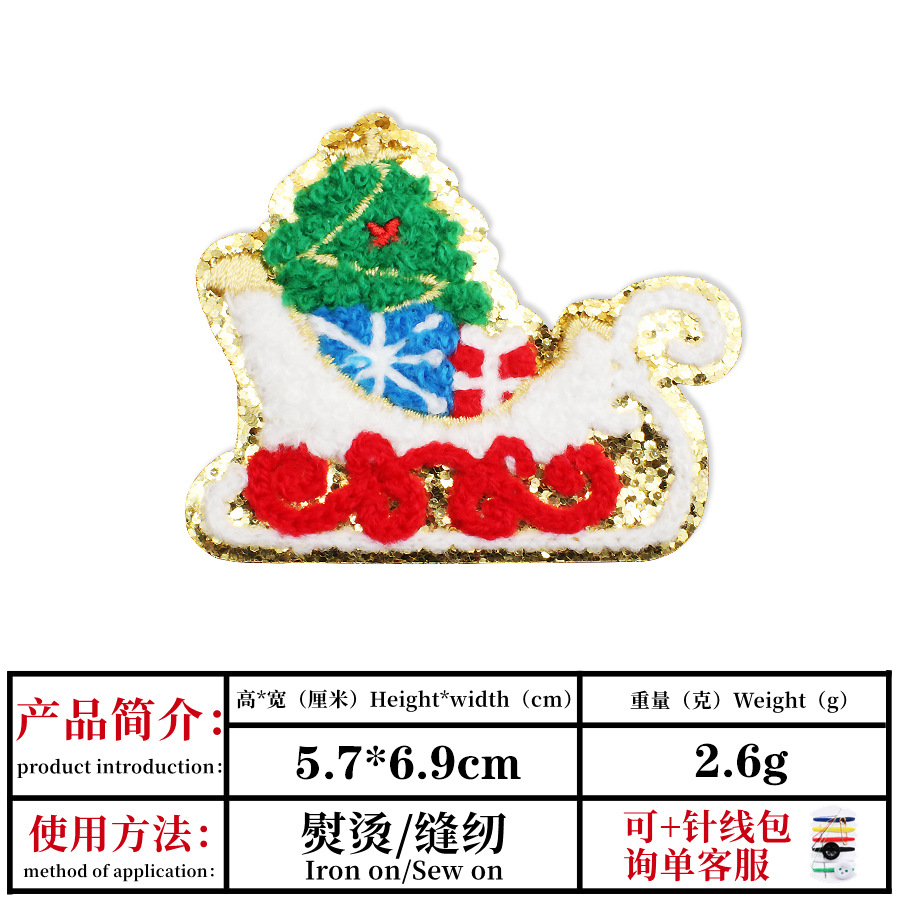 产品简介：
product introduction：
高*宽（厘米）Height*width（cm）
重量（克）Weight（g）
5.7*6.9cm
2.6g
使用方法：
method of application：
熨烫/缝纫
Iron on/Sew on
可+针线包
询单客服